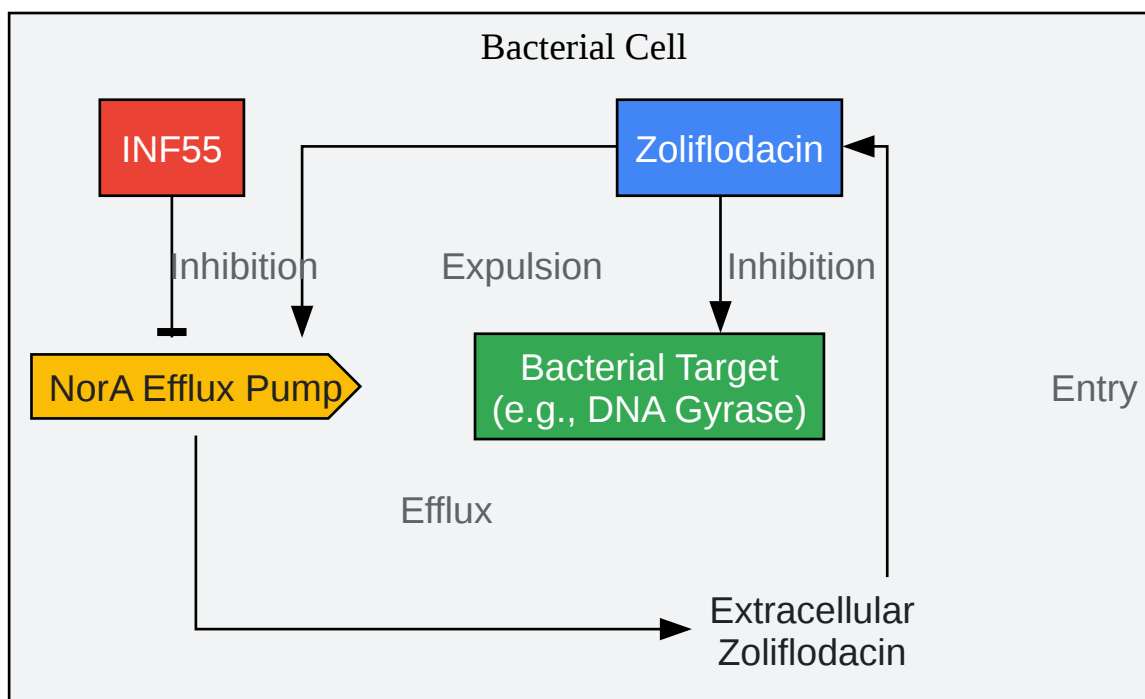 Bacterial Cell
INF55
Zoliflodacin
Inhibition
Expulsion
Inhibition
NorA Efflux Pump
Bacterial Target
(e.g., DNA Gyrase)
Entry
Efflux
Extracellular
Zoliflodacin